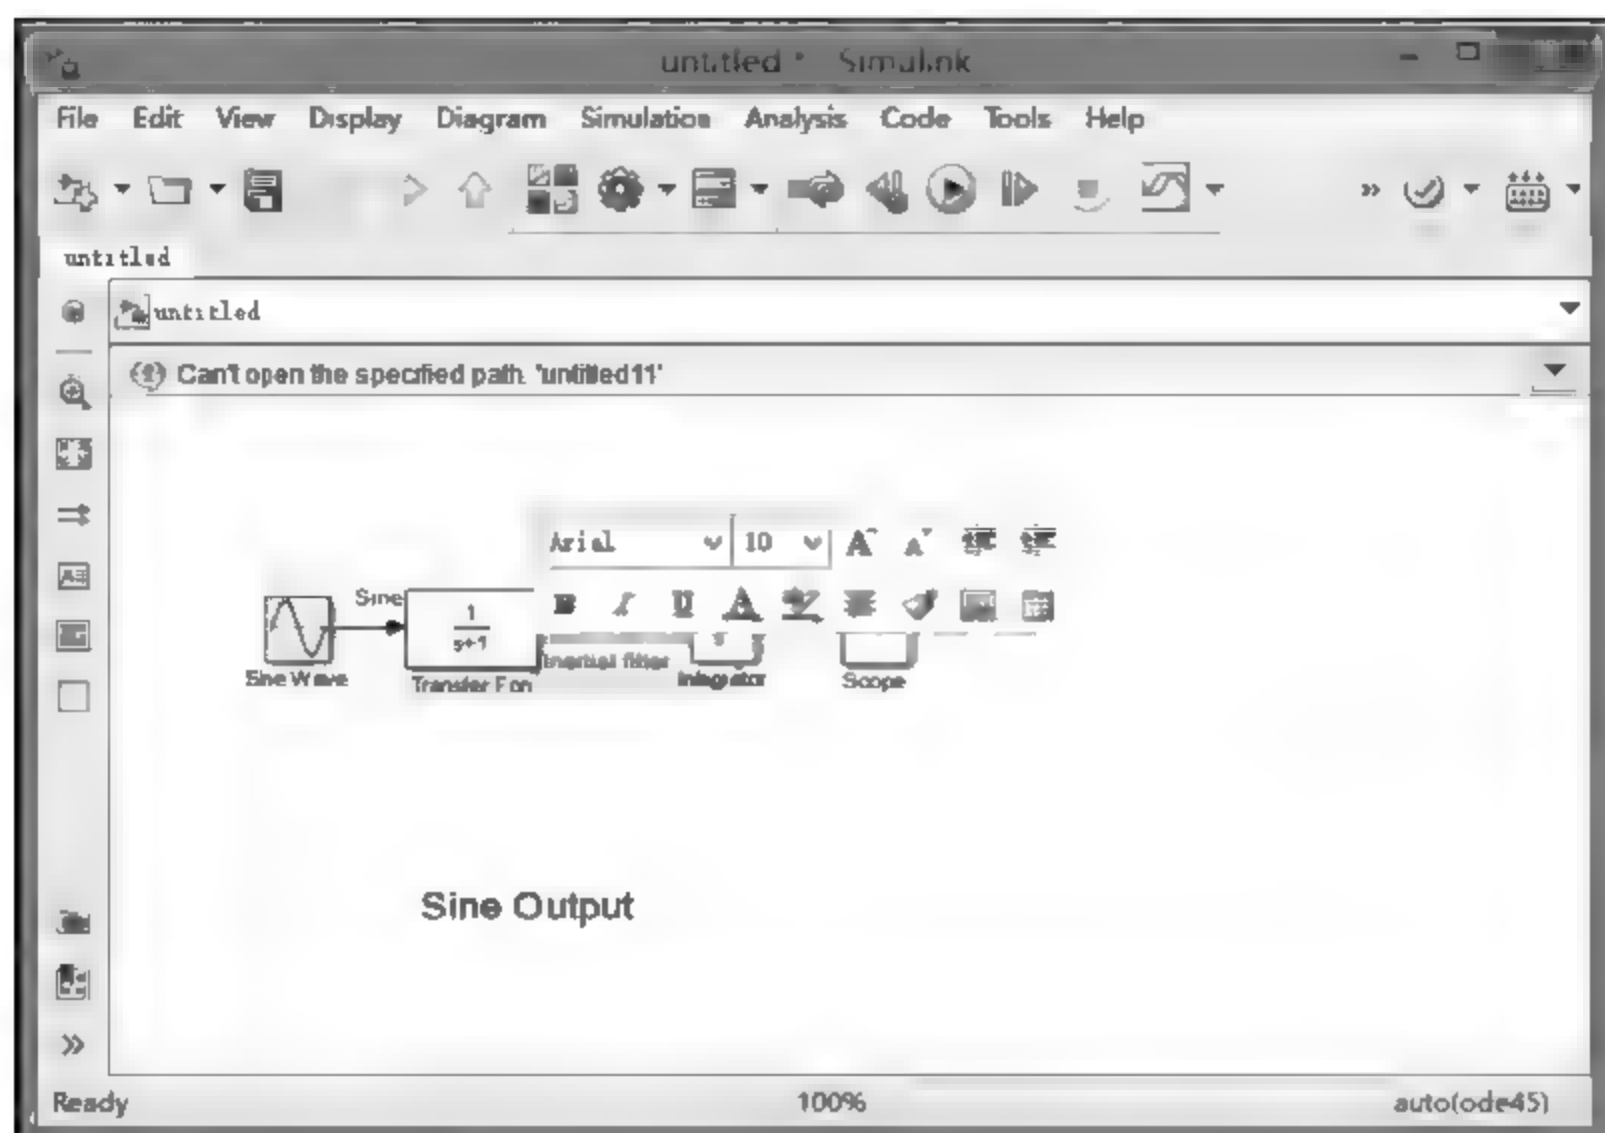 untitled * Simulink
File Edit View Display Diagram Simulation Analysis Code Tools Help
untitled
untitled
Can't open the specified path. 'untitled11'
Arial 10
Sine
1
s+1
Sine Wave
Transfer Fcn
Inertial filter
Integrator
Scope
Sine Output
Ready 100% auto(ode45)